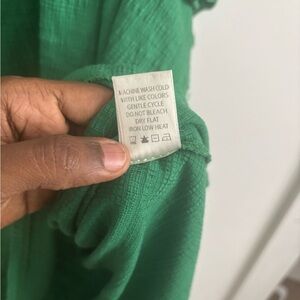 MACHINE WASH COLD
WITH LIKE COLORS
GENTLE CYCLE
DO NOT BLEACH
DRY FLAT
IRON LOW HEAT